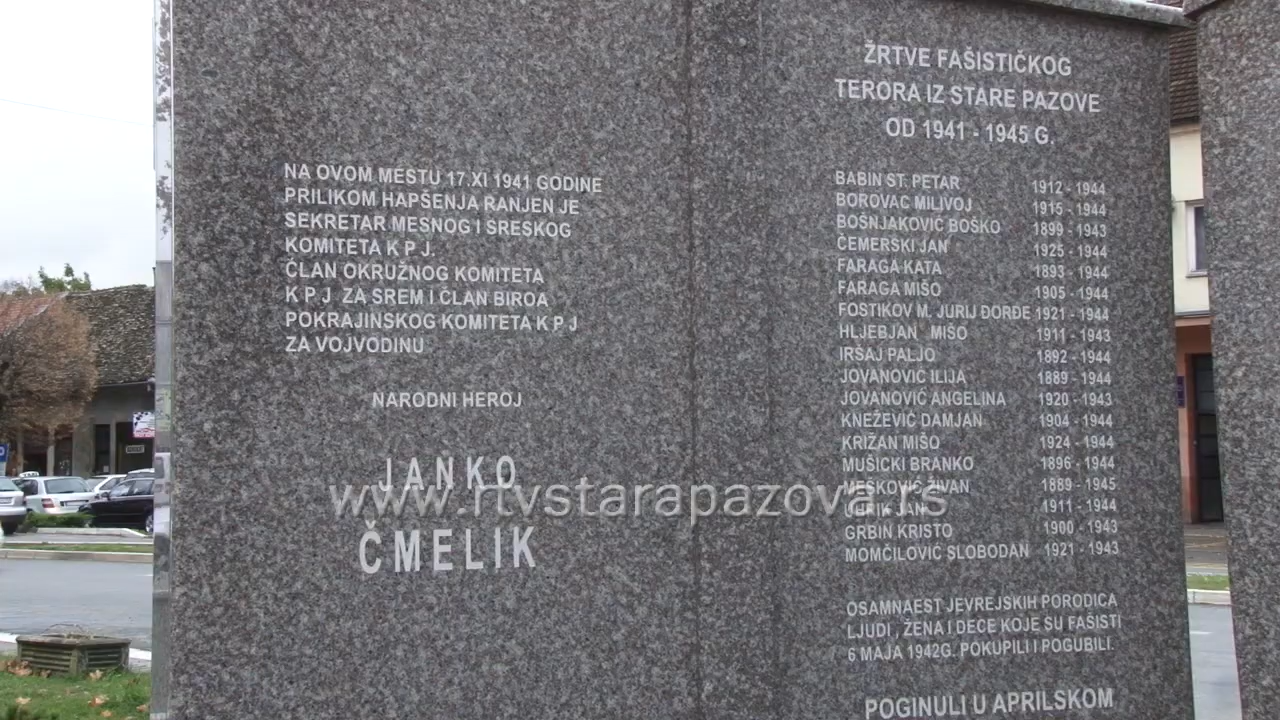 NA OVOM MESTU 17.XI 1941 GODINE
PRILIKOM HAPŠENJA RANJEN JE
SEKRETAR MESNOG I SRESKOG
KOMITETA K P J.
ČLAN OKRUŽNOG KOMITETA
K P J ZA SREM I ČLAN BIROA
POKRAJINSKOG KOMITETA K P J
ZA VOJVODINU
NARODNI HEROJ
JANKO
ČMELIK
ŽRTVE FAŠISTIČKOG
TERORA IZ STARE PAZOVE
OD 1941 - 1945 G.
BABIN ST. PETAR 1912 - 1944
BOROVAC MILIVOJ 1915 - 1944
BOŠNJAKOVIĆ BOŠKO 1899 - 1943
ČEMERSKI JAN 1925 - 1944
FARAGA KATA 1893 - 1944
FARAGA MIŠO 1905 - 1944
FOSTIKOV M. JURIJ ĐORĐE 1921 - 1944
HLJEBJAN MIŠO 1911 - 1943
IRSAJ PALJO 1892 - 1944
JOVANOVIĆ ILIJA 1889 - 1944
JOVANOVIĆ ANGELINA 1920 - 1943
KNEŽEVIĆ DAMJAN 1904 - 1944
KRIŽAN MIŠO 1924 - 1944
MUŠICKI BRANKO 1896 - 1944
MEŠKOVIĆ ŽIVAN 1889 - 1945
JAN 1911 - 1944
GRBIN KRISTO 1900 - 1943
MOMČILOVIĆ SLOBODAN 1921 - 1943
OSAMNAEST JEVREJSKIH PORODICA
LJUDI , ŽENA I DECE KOJE SU FAŠISTI
6 MAJA 1942G. POKUPILI I POGUBILI.
POGINULI U APRILSKOM
www.rtvstarapazova.rs